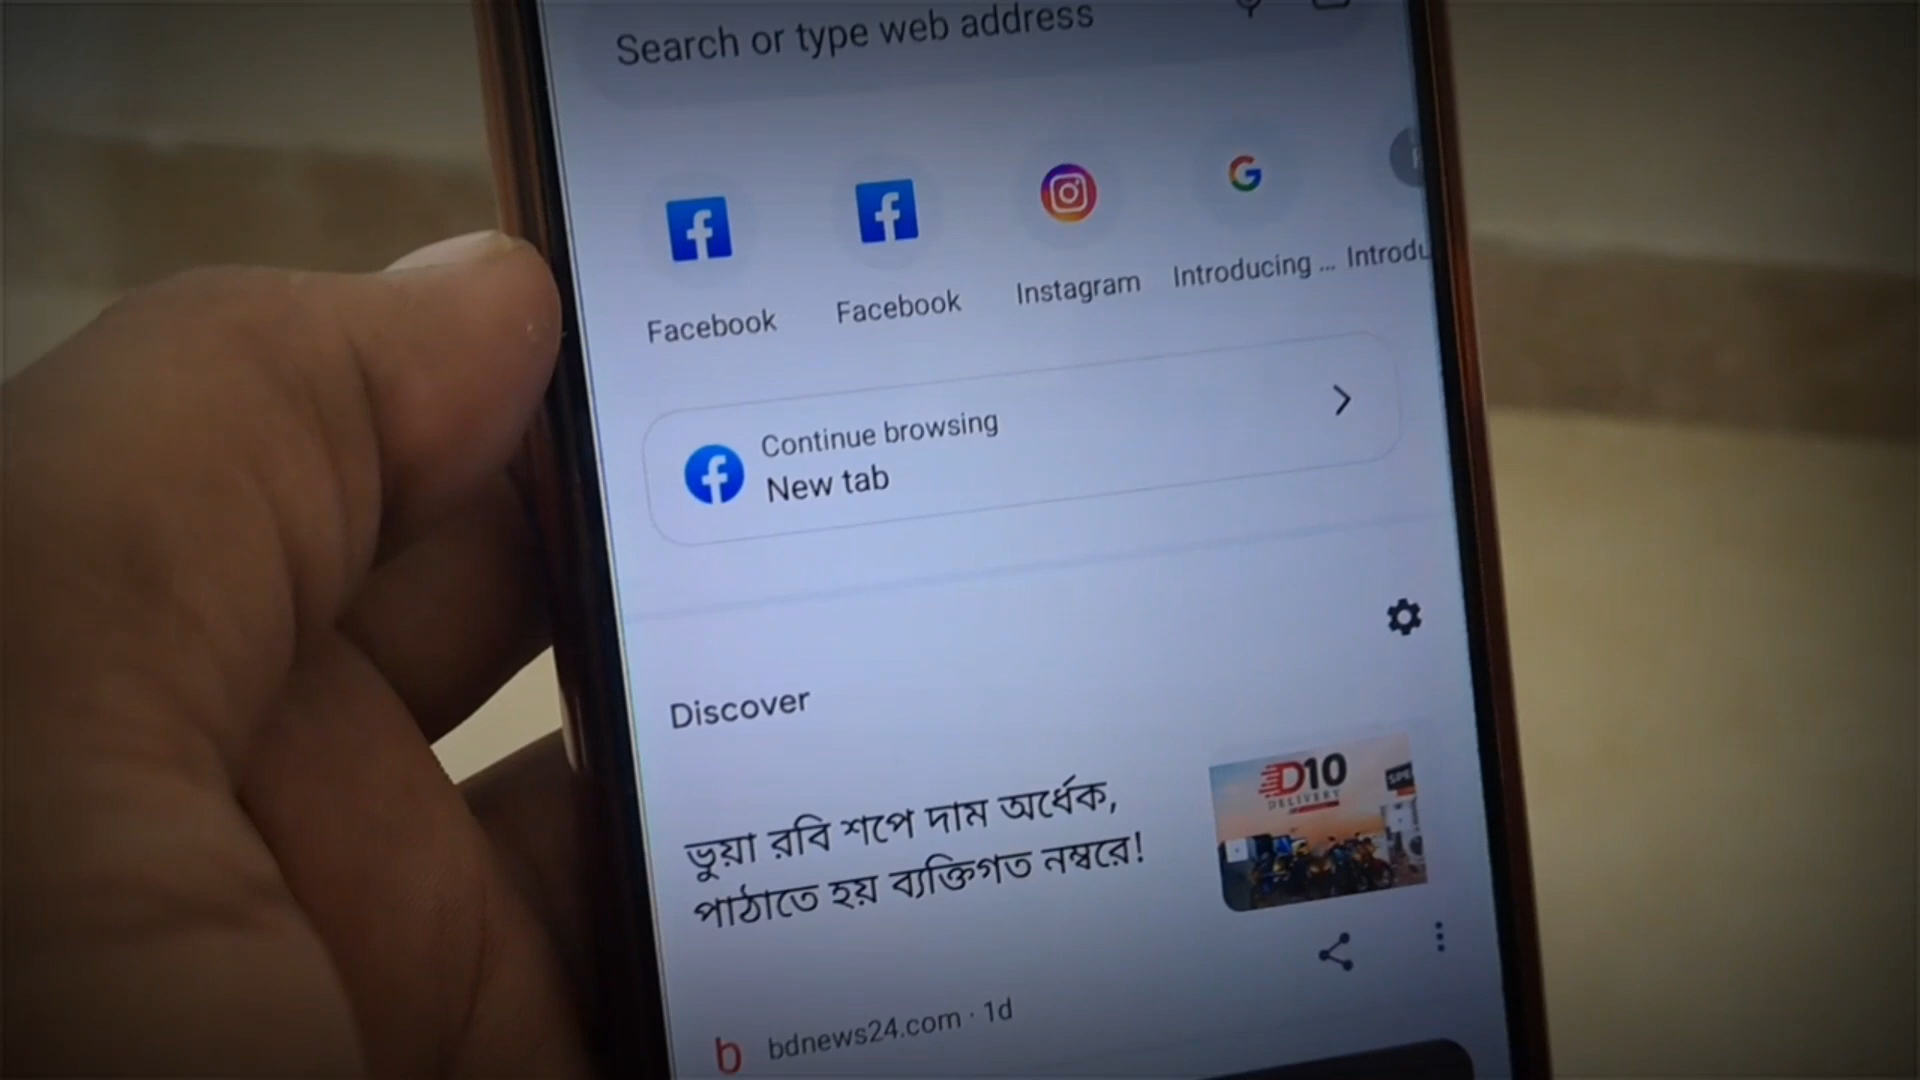 Search or type web address
Facebook
Facebook
Instagram
Introducing ...
Introdu
Continue browsing
New tab
Discover
ভুয়া রবি শপে দাম অর্ধেক,
পাঠাতে হয় ব্যক্তিগত নম্বরে!
D10
DELIVERY
SPE
b bdnews24.com · 1d